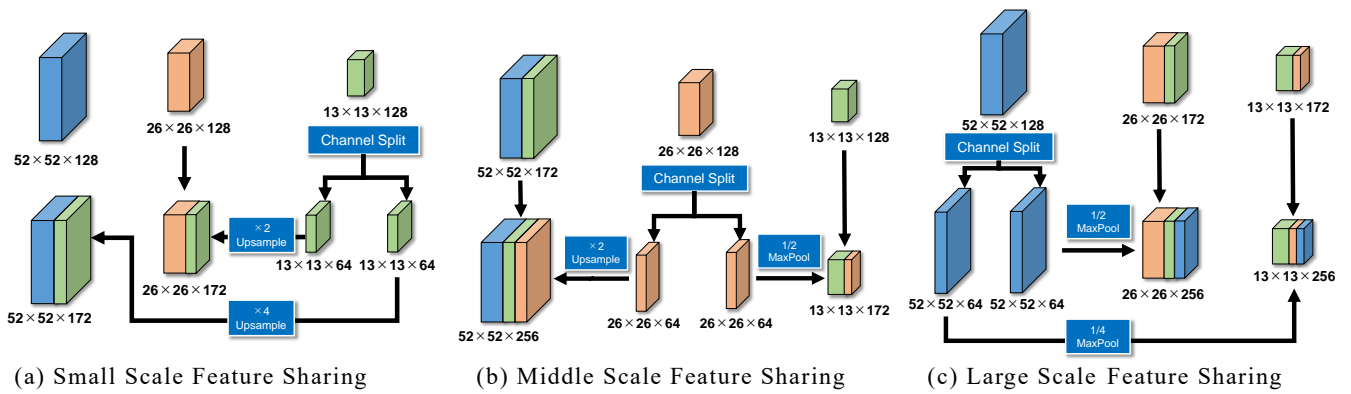 52×52×128
26×26×128
13×13×128
Channel Split
×2
Upsample
13×13×64
13×13×64
26×26×172
×4
Upsample
52×52×172
(a) Small Scale Feature Sharing
52×52×172
26×26×128
13×13×128
Channel Split
×2
Upsample
1/2
MaxPool
26×26×64
26×26×64
13×13×172
52×52×256
(b) Middle Scale Feature Sharing
52×52×128
26×26×172
13×13×172
Channel Split
1/2
MaxPool
52×52×64
52×52×64
26×26×256
13×13×256
1/4
MaxPool
(c) Large Scale Feature Sharing